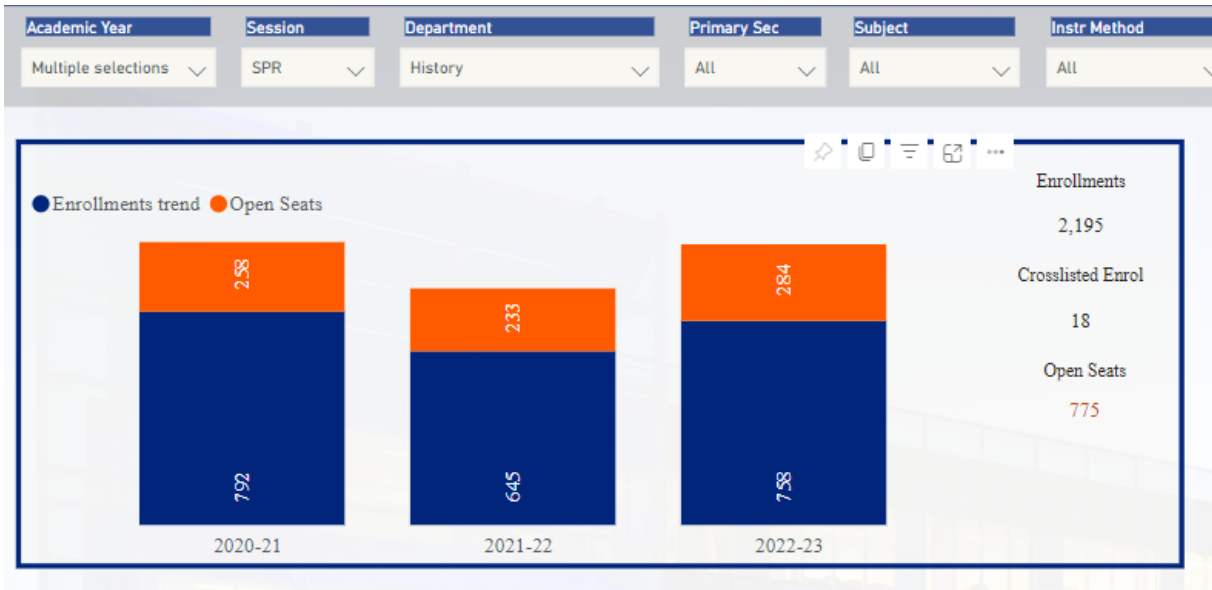 Academic Year Session Department Primary Sec Subject Instr Method
Multiple selections SPR History All All All
Enrollments trend Open Seats
Enrollments
2,195
Crosslisted Enrol
18
Open Seats
775
258
233
284
792
645
758
2020-21 2021-22 2022-23